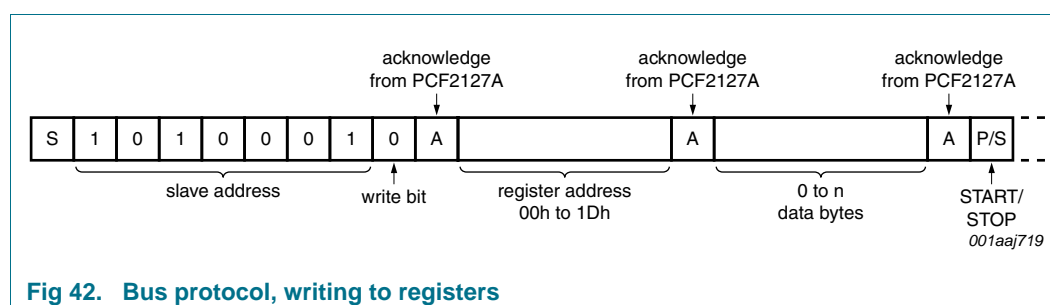 acknowledge
from PCF2127A
acknowledge
from PCF2127A
acknowledge
from PCF2127A
S 1 0 1 0 0 0 1 0 A A A P/S
slave address
write bit
register address
00h to 1Dh
0 to n
data bytes
START/
STOP
001aaj719
Fig 42. Bus protocol, writing to registers